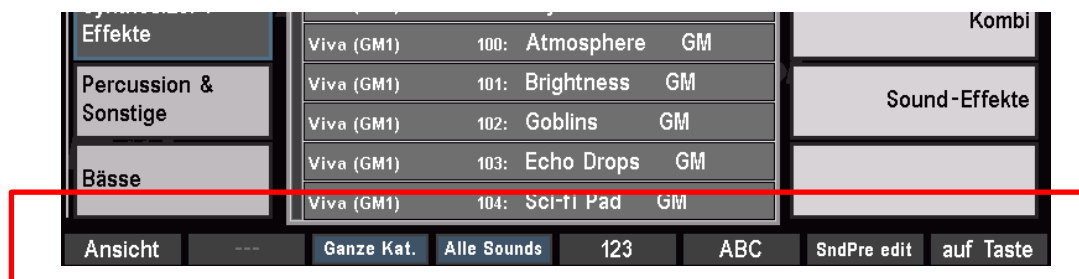 Effekte
Percussion &
Sonstige
Bässe
Viva (GM1) 100: Atmosphere GM
Viva (GM1) 101: Brightness GM
Viva (GM1) 102: Goblins GM
Viva (GM1) 103: Echo Drops GM
Viva (GM1) 104: Sci-fi Pad GM
Kombi
Sound-Effekte
Ansicht --- Ganze Kat. Alle Sounds 123 ABC SndPre edit auf Taste